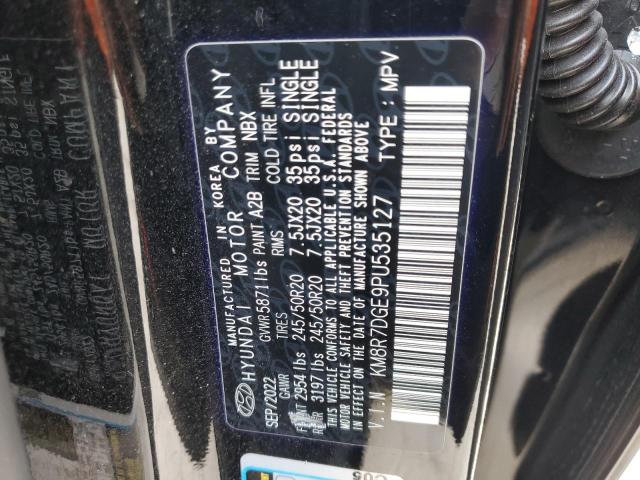 MANUFACTURED IN KOREA BY
HYUNDAI MOTOR COMPANY
SEP/2022 GVWR 5871 lbs PAINT A2B TRIM NBX
GAWR TIRES RIMS COLD TIRE INFL
FRONT 2954 lbs 245/50R20 7.5JX20 35psi SINGLE
REAR 3197 lbs 245/50R20 7.5JX20 35psi SINGLE
THIS VEHICLE CONFORMS TO ALL APPLICABLE U.S.A. FEDERAL
MOTOR VEHICLE SAFETY AND THEFT PREVENTION STANDARDS
IN EFFECT ON THE DATE OF MANUFACTURE SHOWN ABOVE
V.I.N KM8R7DGE9PU535127 TYPE : MPV
C05